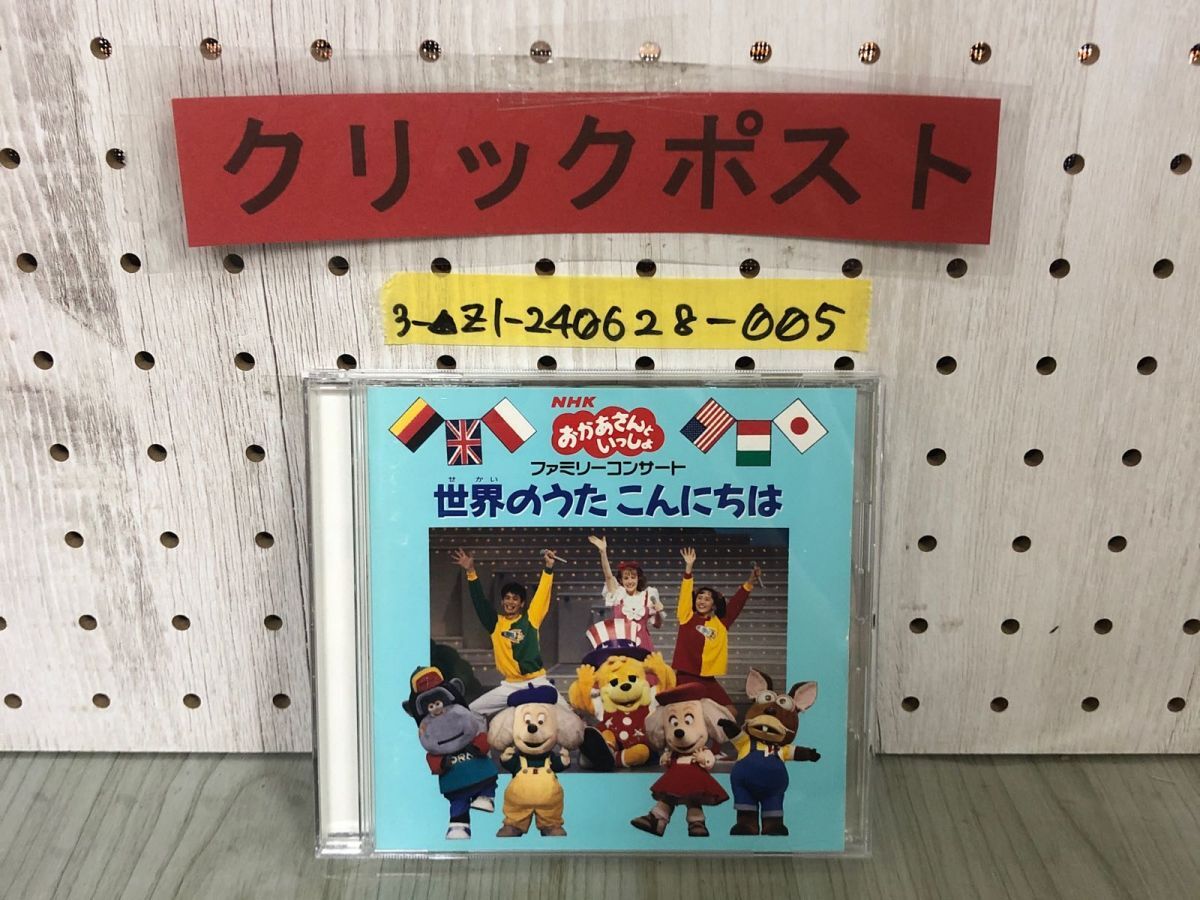 クリックポスト
3-▲Z1-240628-005
NHK
おかあさんと
いっしょ
ファミリーコンサート
せかい
世界のうた こんにちは